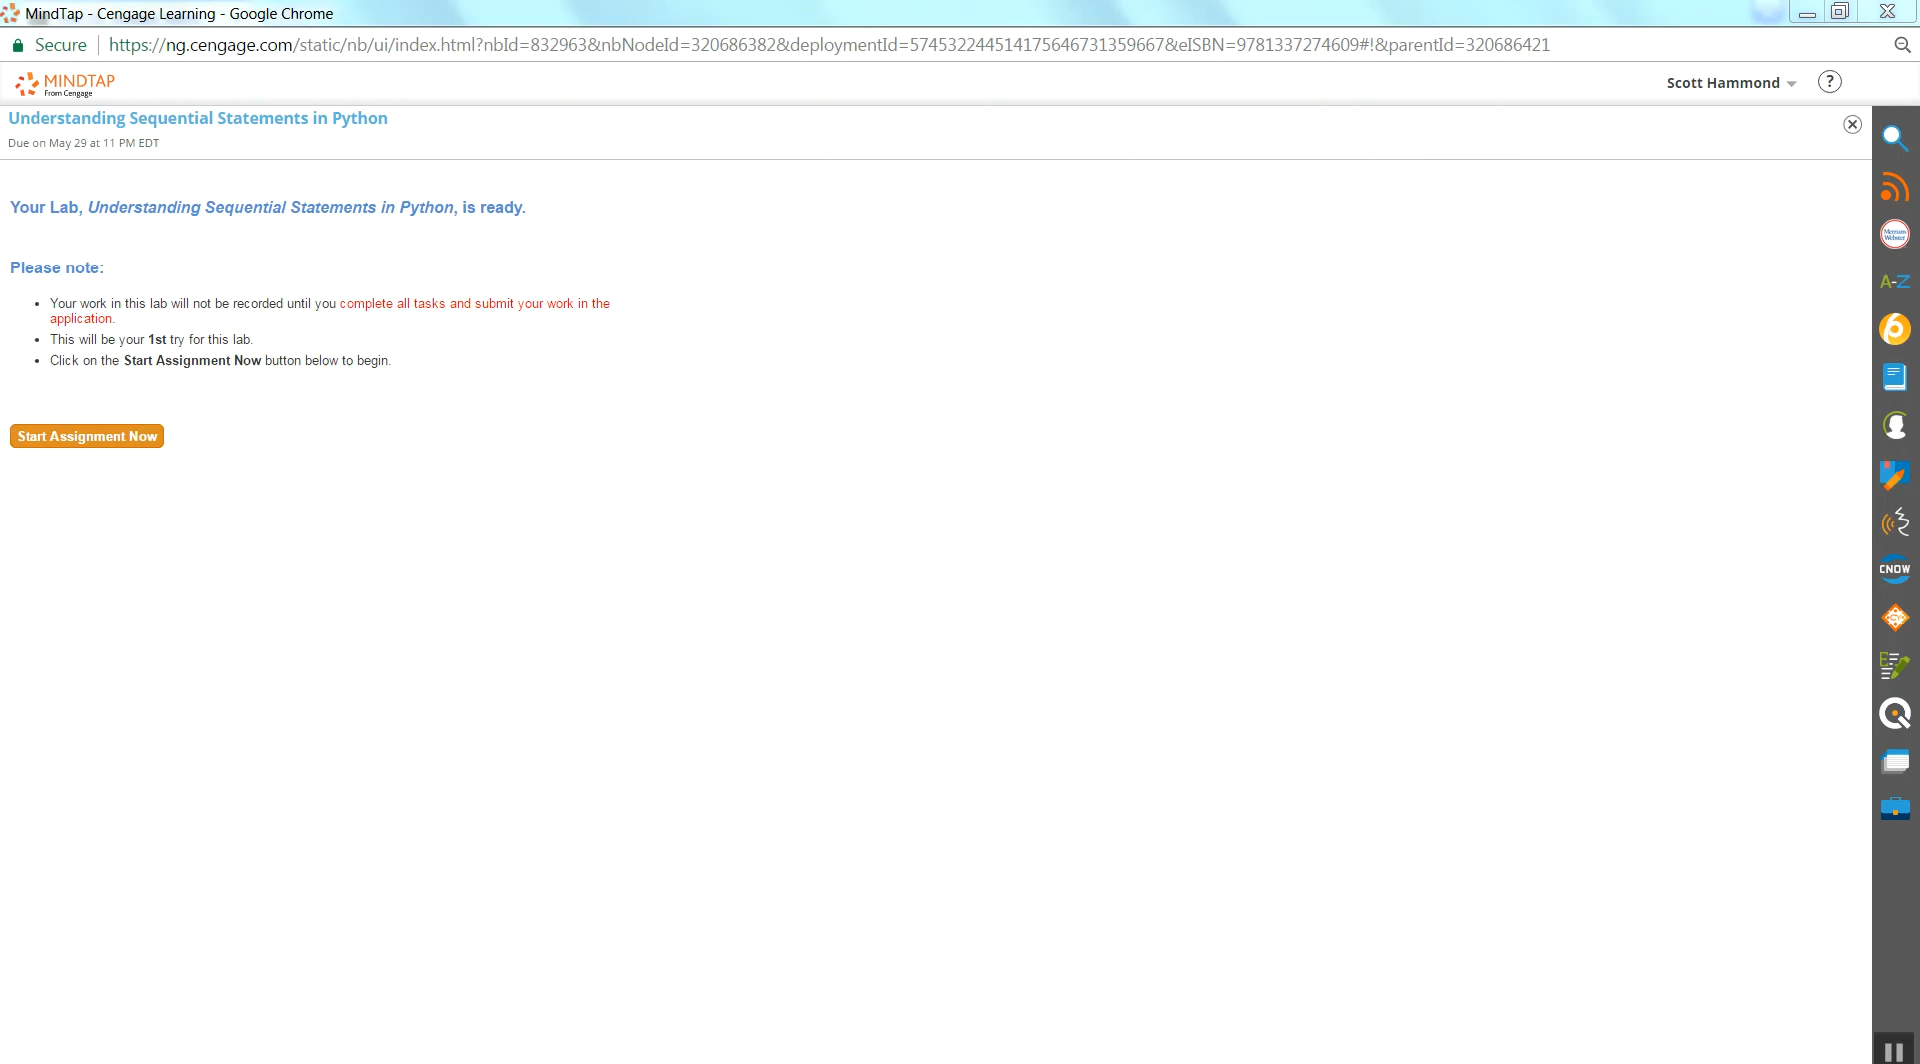 MindTap - Cengage Learning - Google Chrome
Secure https://ng.cengage.com/static/nb/ui/index.html?nbId=832963&nbNodeId=320686382&deploymentId=574532244514175646731359667&eISBN=9781337274609#!&parentId=320686421
MINDTAP
From Cengage
Scott Hammond ?
Understanding Sequential Statements in Python
Due on May 29 at 11 PM EDT
Your Lab, Understanding Sequential Statements in Python, is ready.
Please note:
• Your work in this lab will not be recorded until you complete all tasks and submit your work in the
application.
• This will be your 1st try for this lab.
• Click on the Start Assignment Now button below to begin.
Start Assignment Now
Merriam-
Webster
A-Z
CNOW